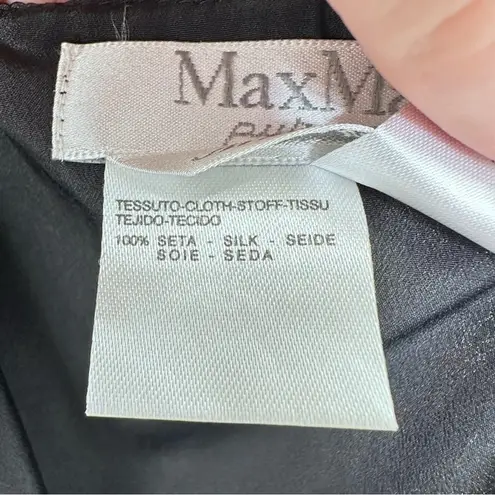 MaxMa
TESSUTO-CLOTH-STOFF-TISSU
TEJIDO-TECIDO
100% SETA - SILK - SEIDE
SOIE - SEDA